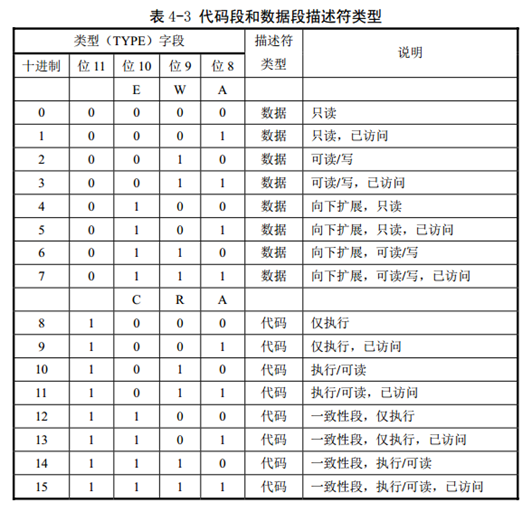 表 4-3 代码段和数据段描述符类型
类型（TYPE）字段 描述符类型 说明
十进制 位 11 位 10 位 9 位 8
E W A
0 0 0 0 0 数据 只读
1 0 0 0 1 数据 只读，已访问
2 0 0 1 0 数据 可读/写
3 0 0 1 1 数据 可读/写，已访问
4 0 1 0 0 数据 向下扩展，只读
5 0 1 0 1 数据 向下扩展，只读，已访问
6 0 1 1 0 数据 向下扩展，可读/写
7 0 1 1 1 数据 向下扩展，可读/写，已访问
C R A
8 1 0 0 0 代码 仅执行
9 1 0 0 1 代码 仅执行，已访问
10 1 0 1 0 代码 执行/可读
11 1 0 1 1 代码 执行/可读，已访问
12 1 1 0 0 代码 一致性段，仅执行
13 1 1 0 1 代码 一致性段，仅执行，已访问
14 1 1 1 0 代码 一致性段，执行/可读
15 1 1 1 1 代码 一致性段，执行/可读，已访问